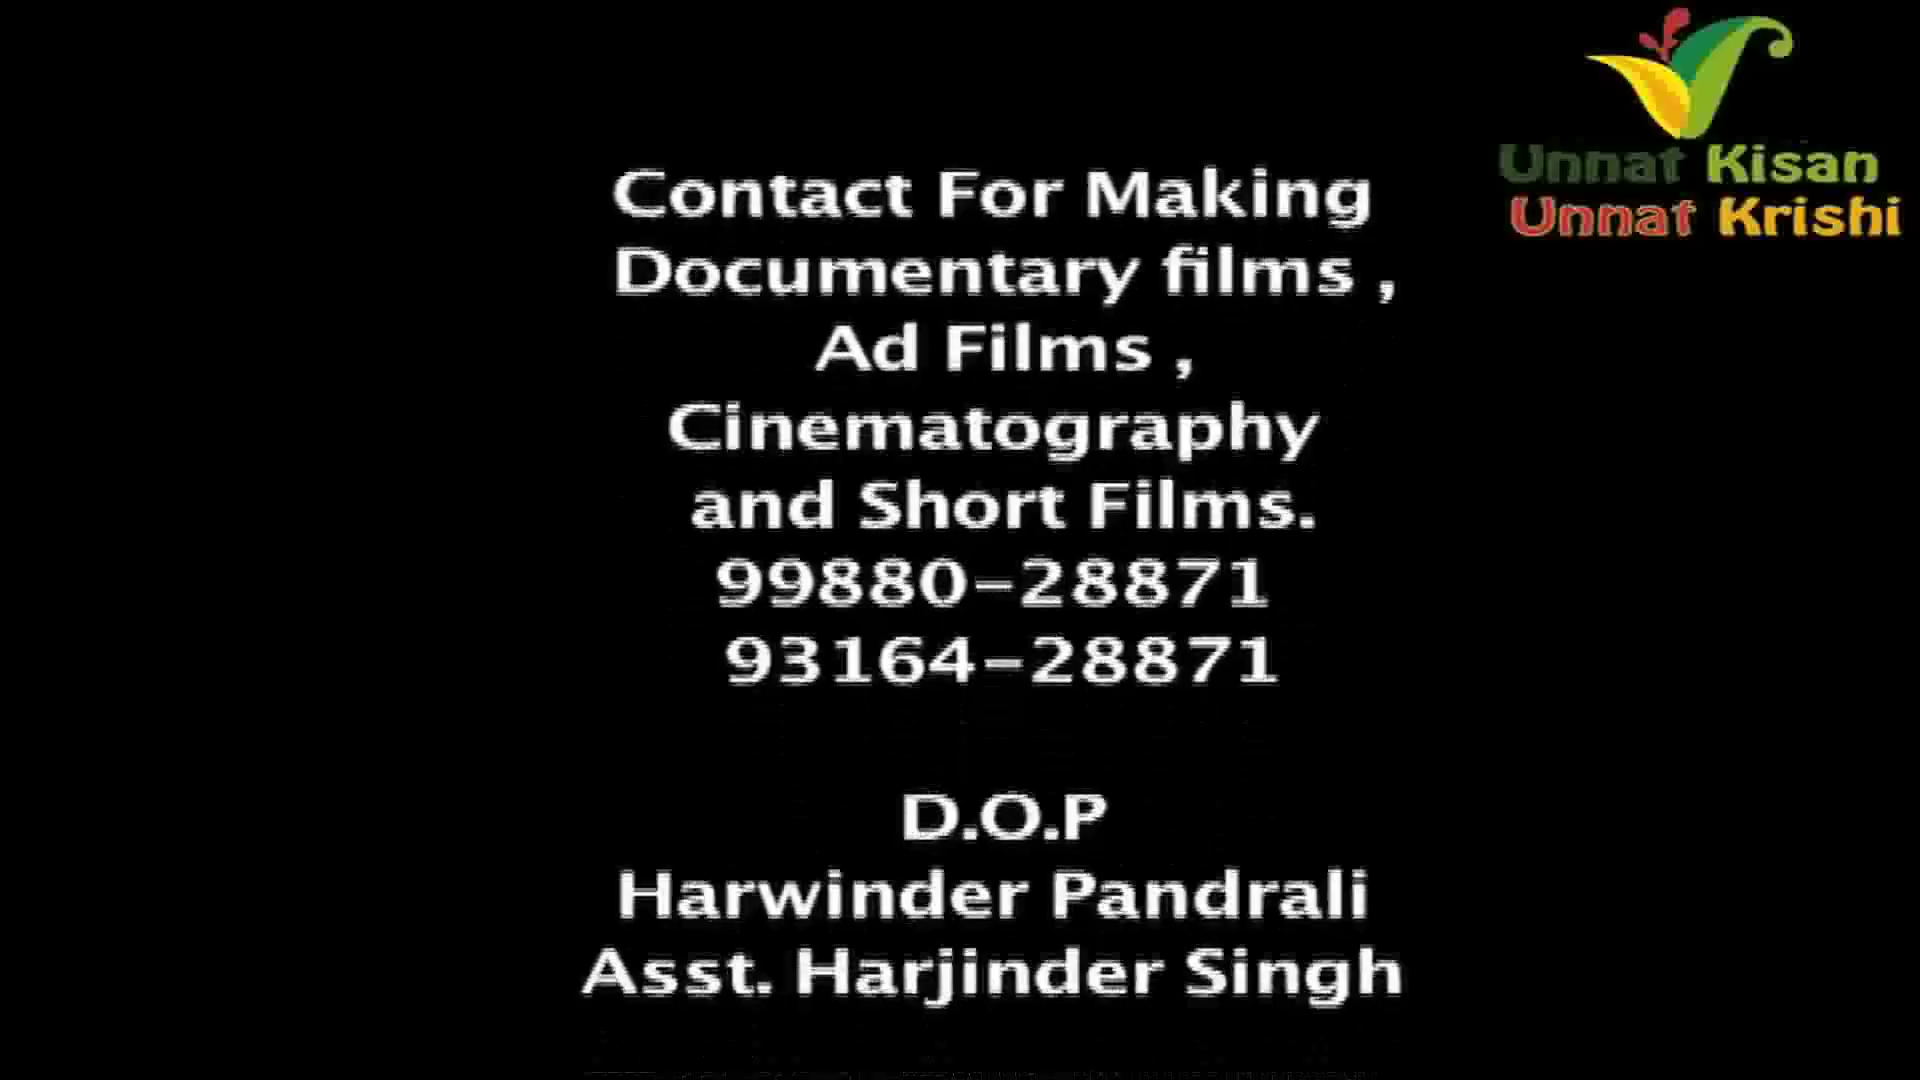 Unnat Kisan
Unnat Krishi
Contact For Making
Documentary films ,
Ad Films ,
Cinematography
and Short Films.
99880-28871
93164-28871
D.O.P
Harwinder Pandrali
Asst. Harjinder Singh